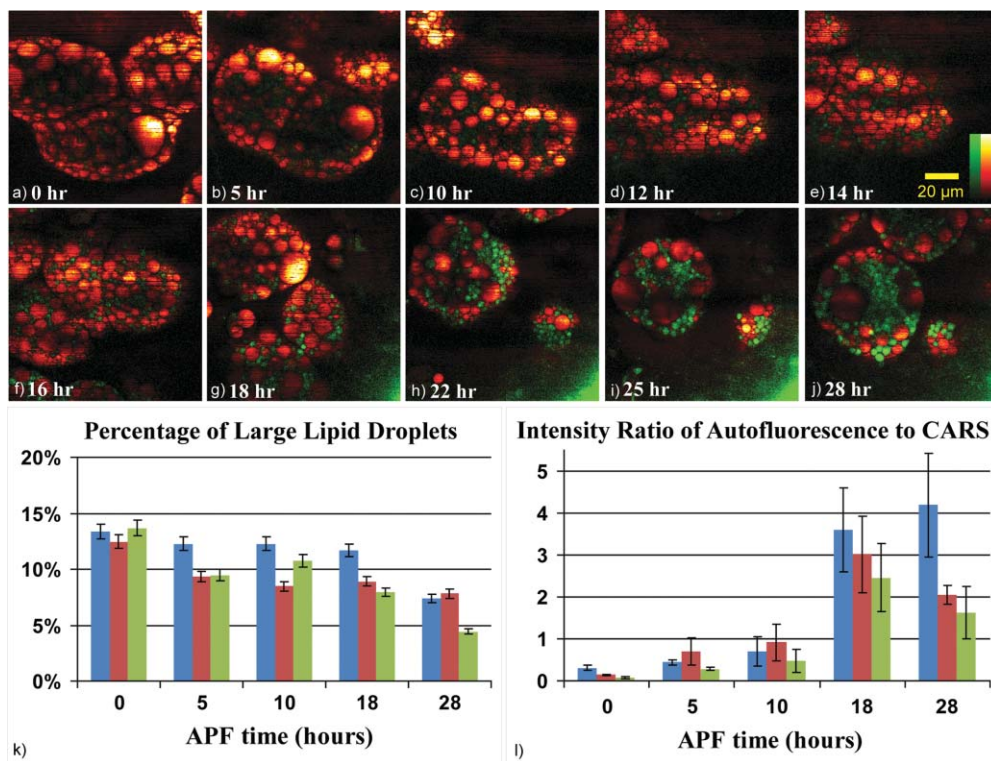 a) 0 hr
b) 5 hr
c) 10 hr
d) 12 hr
e) 14 hr
20 µm
f) 16 hr
g) 18 hr
h) 22 hr
i) 25 hr
j) 28 hr
Percentage of Large Lipid Droplets
20%
15%
10%
5%
0%
0 5 10 18 28
APF time (hours)
k)
Intensity Ratio of Autofluorescence to CARS
5
4
3
2
1
0
0 5 10 18 28
APF time (hours)
l)